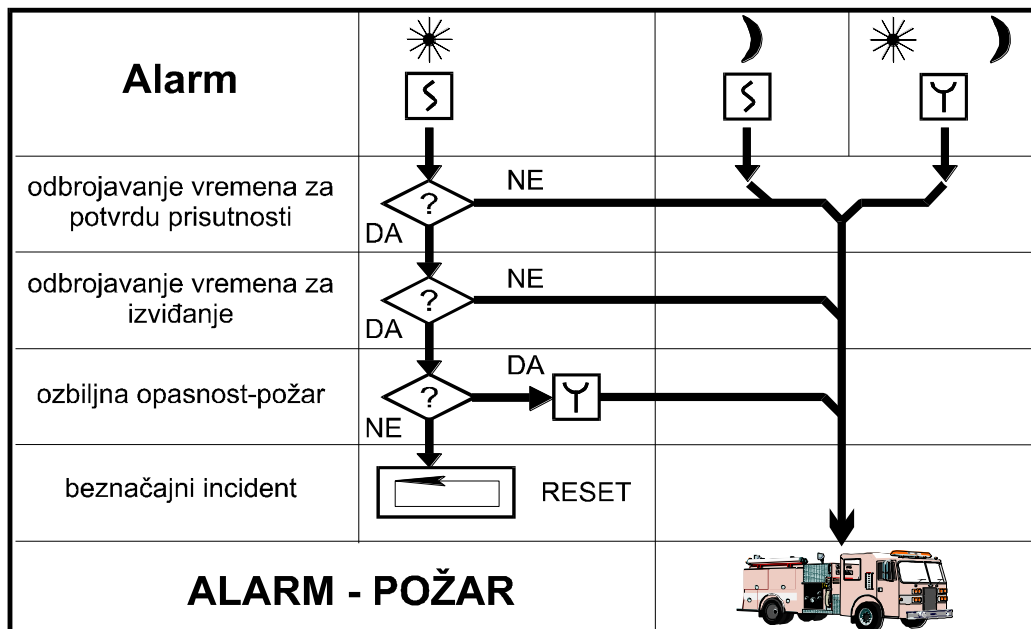 Alarm
odbrojavanje vremena za
potvrdu prisutnosti
?
NE
DA
odbrojavanje vremena za
izviđanje
?
NE
DA
ozbiljna opasnost-požar
?
DA
NE
beznačajni incident
RESET
ALARM - POŽAR